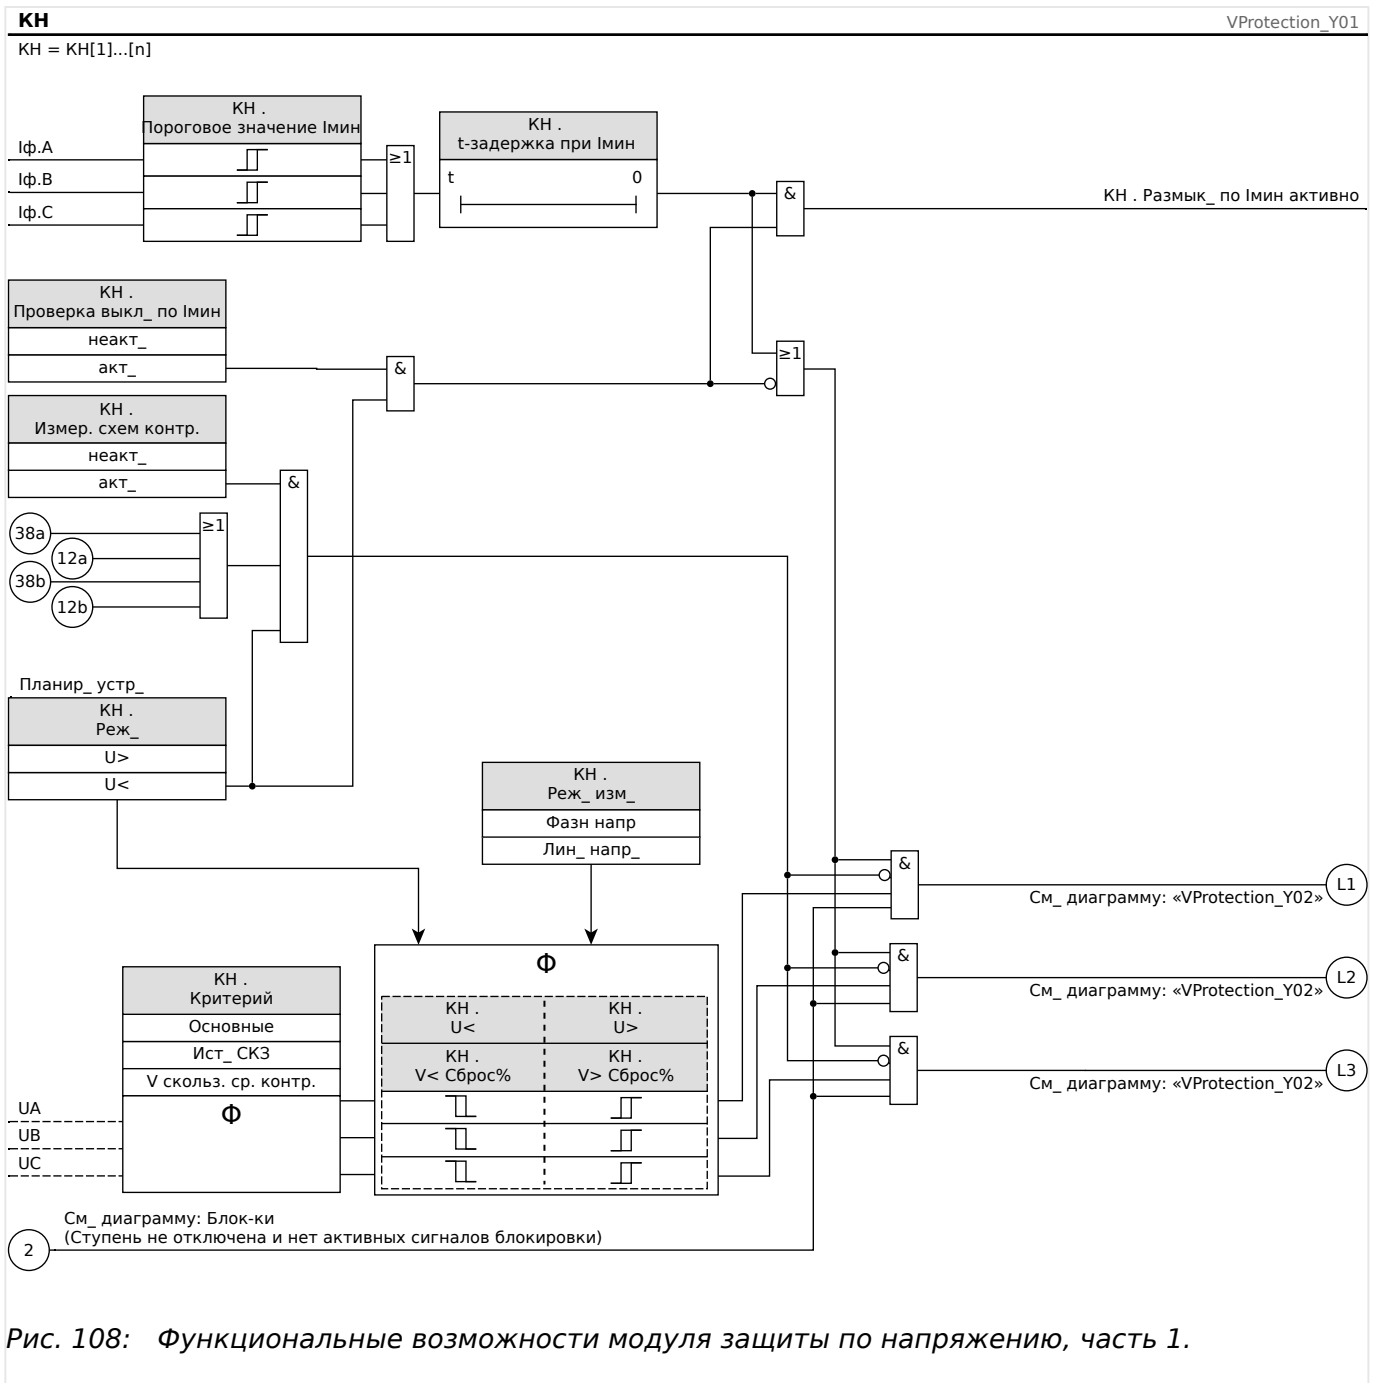 КН
VProtection_Y01
КН = КН[1]...[n]
КН .
Пороговое значение Iмин
Iф.A
Iф.B
Iф.C
≥1
КН .
t-задержка при Iмин
t
0
&
КН . Размык_ по Iмин активно
КН .
Проверка выкл_ по Iмин
неакт_
акт_
&
≥1
КН .
Измер. схем контр.
неакт_
акт_
&
38a
12a
38b
12b
≥1
Планир_ устр_
КН .
Реж_
U>
U<
КН .
Реж_ изм_
Фазн напр
Лин_ напр_
&
L1
См_ диаграмму: «VProtection_Y02»
&
L2
См_ диаграмму: «VProtection_Y02»
&
L3
См_ диаграмму: «VProtection_Y02»
Ф
КН .
U<
КН .
U>
КН .
V< Сброс%
КН .
V> Сброс%
КН .
Критерий
Основные
Ист_ СКЗ
V скольз. ср. контр.
Ф
UA
UB
UC
См_ диаграмму: Блок-ки
(Ступень не отключена и нет активных сигналов блокировки)
2
Рис. 108: Функциональные возможности модуля защиты по напряжению, часть 1.